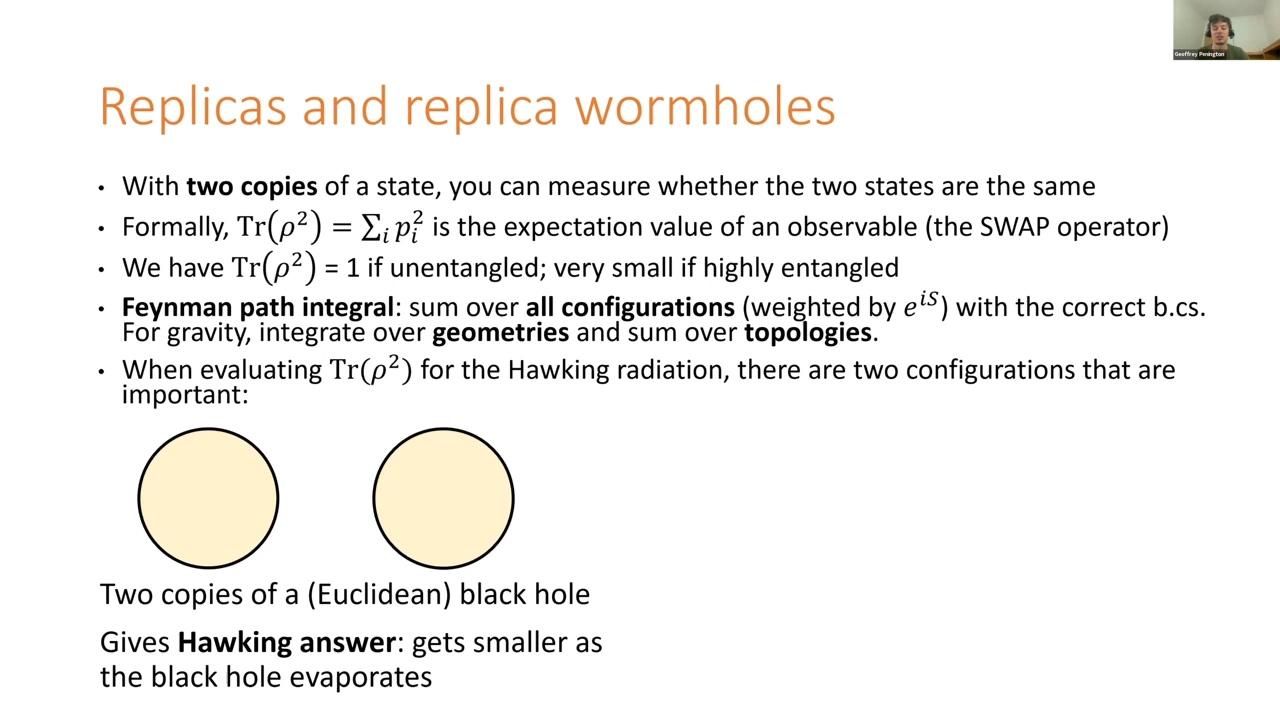 Geoffrey Penington
Replicas and replica wormholes
• With two copies of a state, you can measure whether the two states are the same
• Formally, Tr(ρ²) = ∑ᵢ pᵢ² is the expectation value of an observable (the SWAP operator)
• We have Tr(ρ²) = 1 if unentangled; very small if highly entangled
• Feynman path integral: sum over all configurations (weighted by eⁱˢ) with the correct b.cs.
For gravity, integrate over geometries and sum over topologies.
• When evaluating Tr(ρ²) for the Hawking radiation, there are two configurations that are
important:
Two copies of a (Euclidean) black hole
Gives Hawking answer: gets smaller as
the black hole evaporates